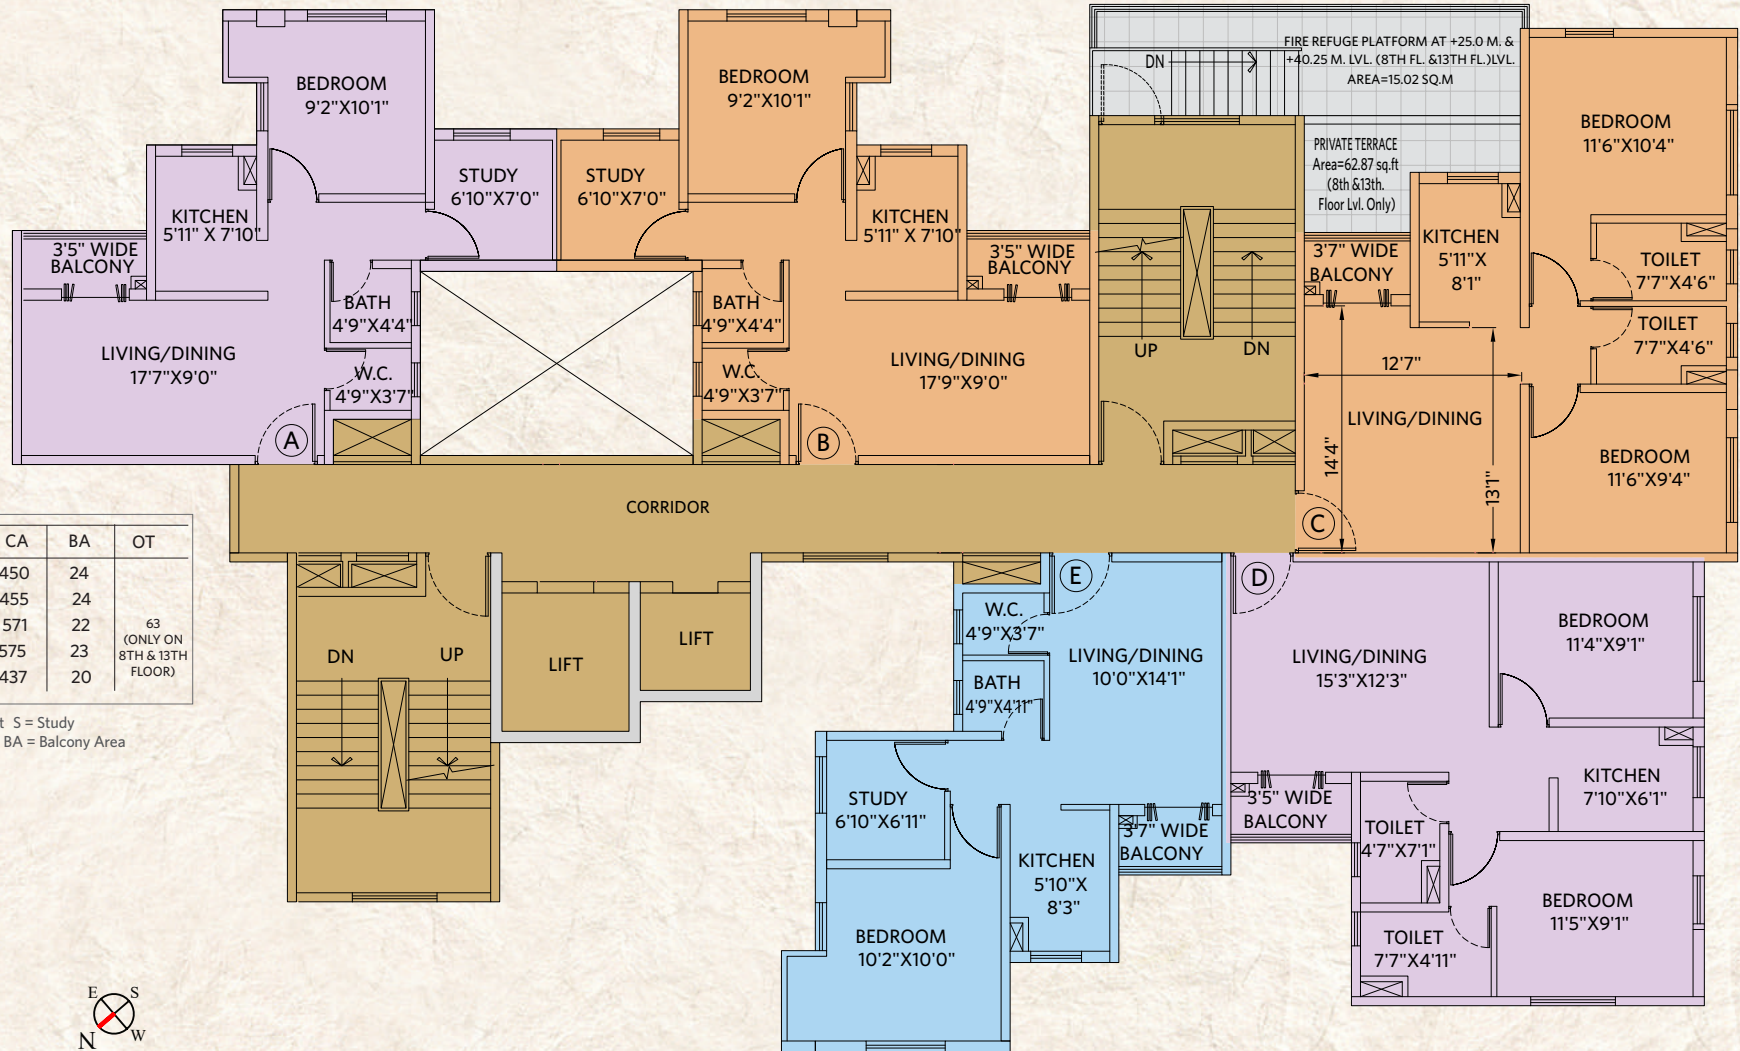 BEDROOM
9'2"X10'1"
STUDY
6'10"X7'0"
KITCHEN
5'11" X 7'10"
3'5" WIDE
BALCONY
BATH
4'9"X4'4"
LIVING/DINING
17'7"X9'0"
W.C.
4'9"X3'7"
A
BEDROOM
9'2"X10'1"
STUDY
6'10"X7'0"
KITCHEN
5'11" X 7'10"
3'5" WIDE
BALCONY
BATH
4'9"X4'4"
LIVING/DINING
17'9"X9'0"
W.C.
4'9"X3'7"
B
FIRE REFUGE PLATFORM AT +25.0 M. &
+40.25 M. LVL. (8TH FL. &13TH FL.)LVL.
AREA=15.02 SQ.M
DN
PRIVATE TERRACE
Area=62.87 sq.ft
(8th &13th.
Floor Lvl. Only)
UP
DN
BEDROOM
11'6"X10'4"
KITCHEN
5'11"X
8'1"
3'7" WIDE
BALCONY
TOILET
7'7"X4'6"
TOILET
7'7"X4'6"
12'7"
LIVING/DINING
14'4"
13'1"
BEDROOM
11'6"X9'4"
C
CORRIDOR
CA BA OT
450 24
455 24
571 22
575 23
437 20
63
(ONLY ON
8TH & 13TH
FLOOR)
t S = Study
BA = Balcony Area
DN
UP
LIFT
LIFT
E
W.C.
4'9"X3'7"
LIVING/DINING
10'0"X14'1"
BATH
4'9"X4'11"
STUDY
6'10"X6'11"
3'7" WIDE
BALCONY
KITCHEN
5'10"X
8'3"
BEDROOM
10'2"X10'0"
D
BEDROOM
11'4"X9'1"
LIVING/DINING
15'3"X12'3"
KITCHEN
7'10"X6'1"
3'5" WIDE
BALCONY
TOILET
4'7"X7'1"
BEDROOM
11'5"X9'1"
TOILET
7'7"X4'11"
E S
N W